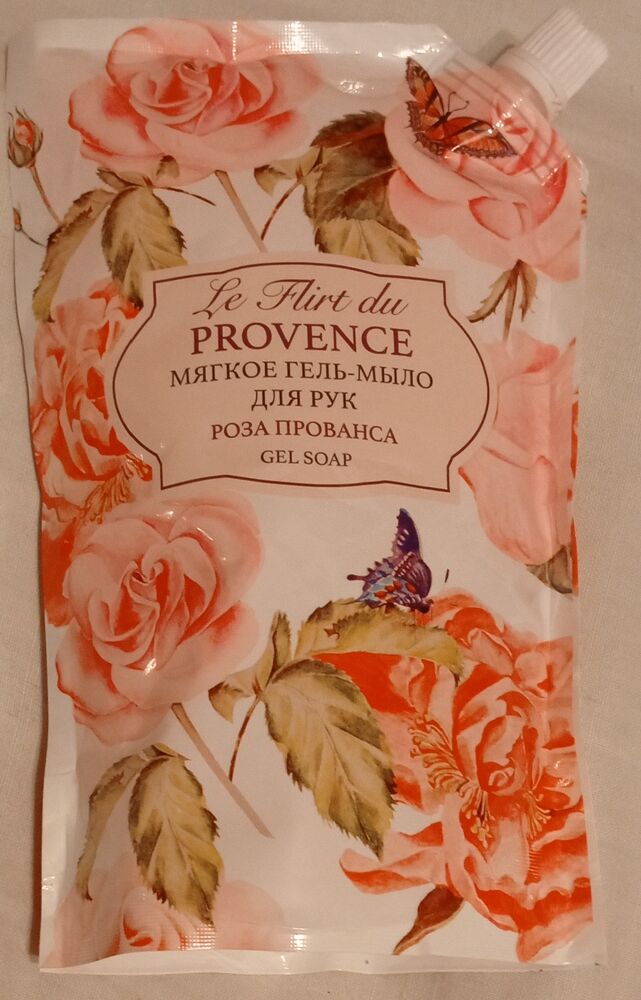 Le Flirt du
PROVENCE
МЯГКОЕ ГЕЛЬ-МЫЛО
ДЛЯ РУК
РОЗА ПРОВАНСА
GEL SOAP